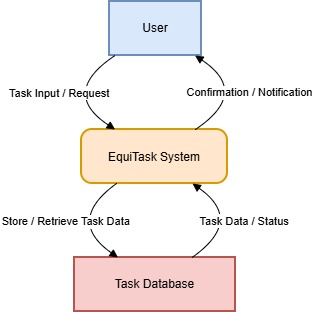 User
Task Input / Request
Confirmation / Notification
EquiTask System
Store / Retrieve Task Data
Task Data / Status
Task Database